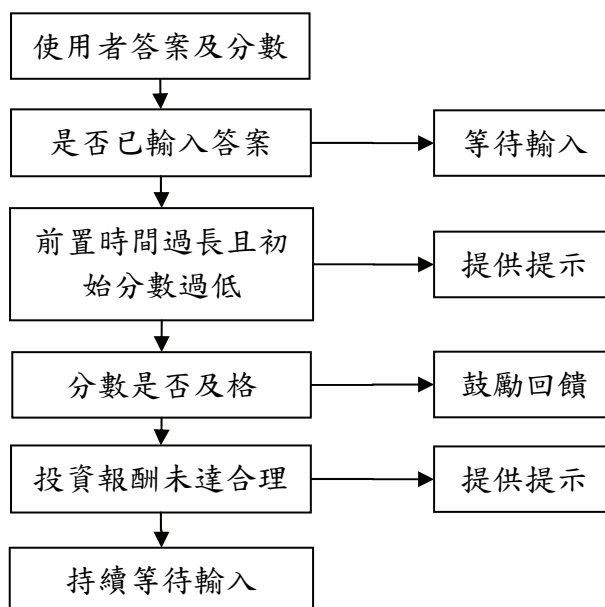 使用者答案及分數
是否已輸入答案
等待輸入
前置時間過長且初
始分數過低
提供提示
分數是否及格
鼓勵回饋
投資報酬未達合理
提供提示
持續等待輸入